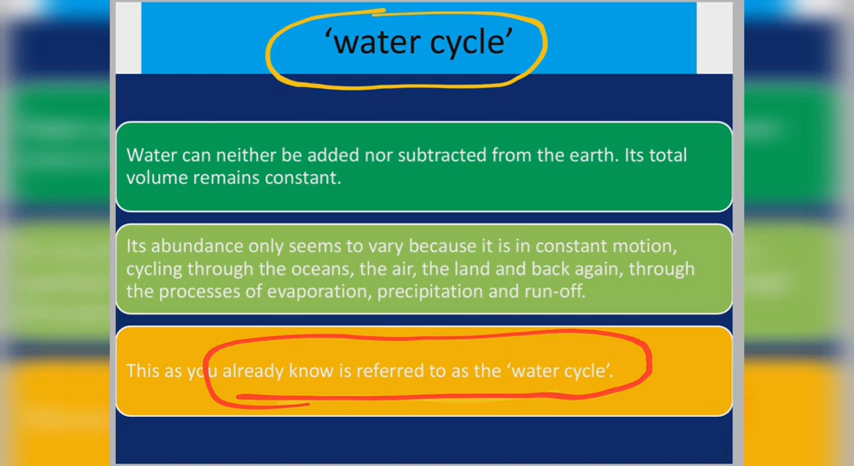 ‘water cycle’
Water can neither be added nor subtracted from the earth. Its total
volume remains constant.
Its abundance only seems to vary because it is in constant motion,
cycling through the oceans, the air, the land and back again, through
the processes of evaporation, precipitation and run-off.
This as you already know is referred to as the ‘water cycle’.